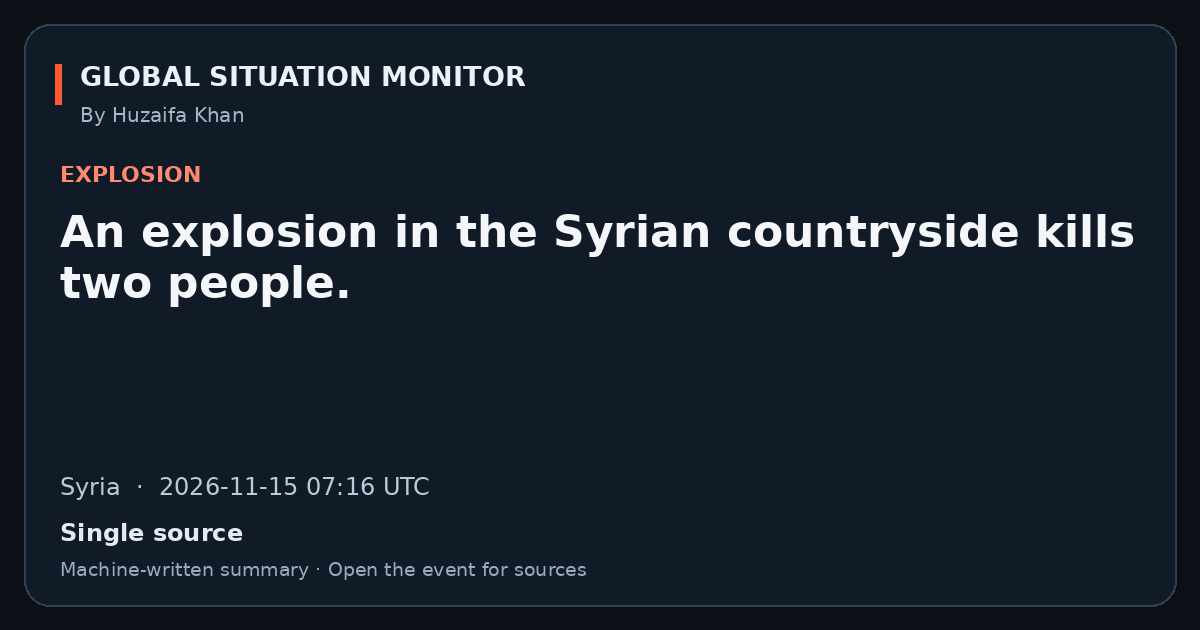 GLOBAL SITUATION MONITOR
By Huzaifa Khan
EXPLOSION
An explosion in the Syrian countryside kills
two people.
Syria · 2026-11-15 07:16 UTC
Single source
Machine-written summary · Open the event for sources